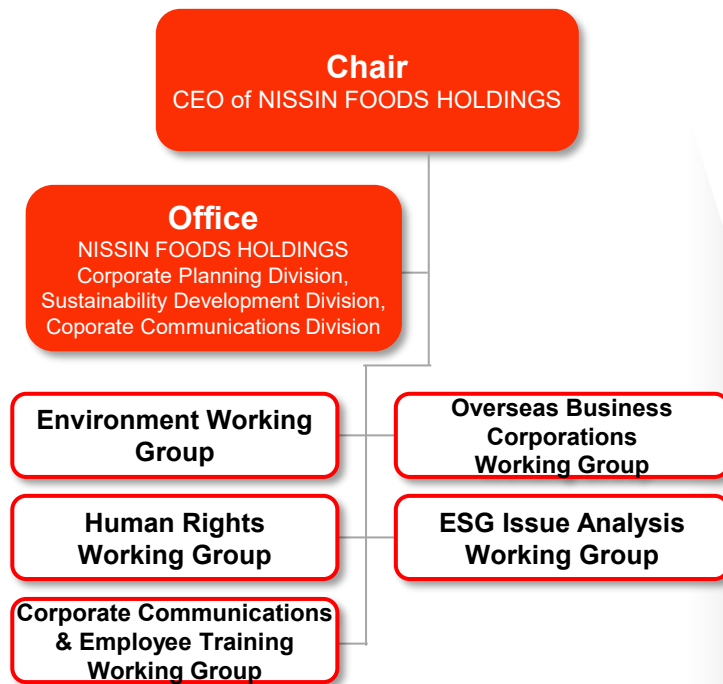 Chair
CEO of NISSIN FOODS HOLDINGS
Office
NISSIN FOODS HOLDINGS
Corporate Planning Division,
Sustainability Development Division,
Coporate Communications Division
Environment Working
Group
Overseas Business
Corporations
Working Group
Human Rights
Working Group
ESG Issue Analysis
Working Group
Corporate Communications
& Employee Training
Working Group